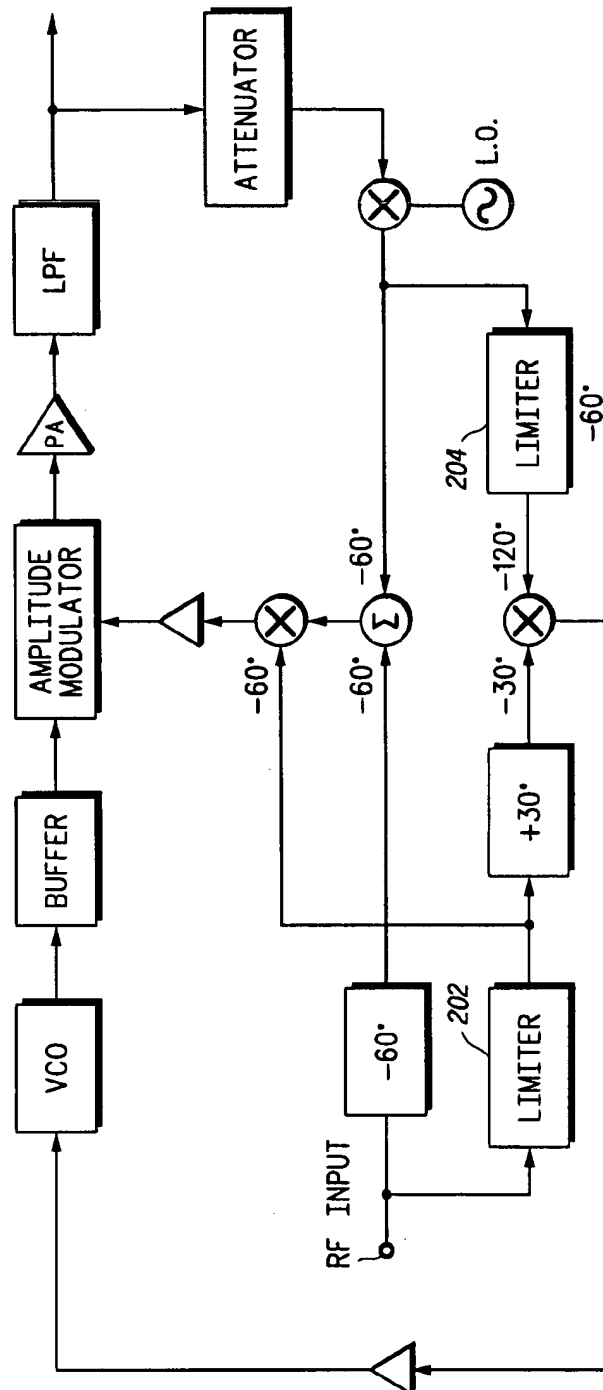 VCO
BUFFER
AMPLITUDE
MODULATOR
PA
LPF
ATTENUATOR
L.O.
-60°
-60°
-60°
RF INPUT
-60°
202
LIMITER
+30°
-30°
-120°
204
LIMITER
-60°
Σ